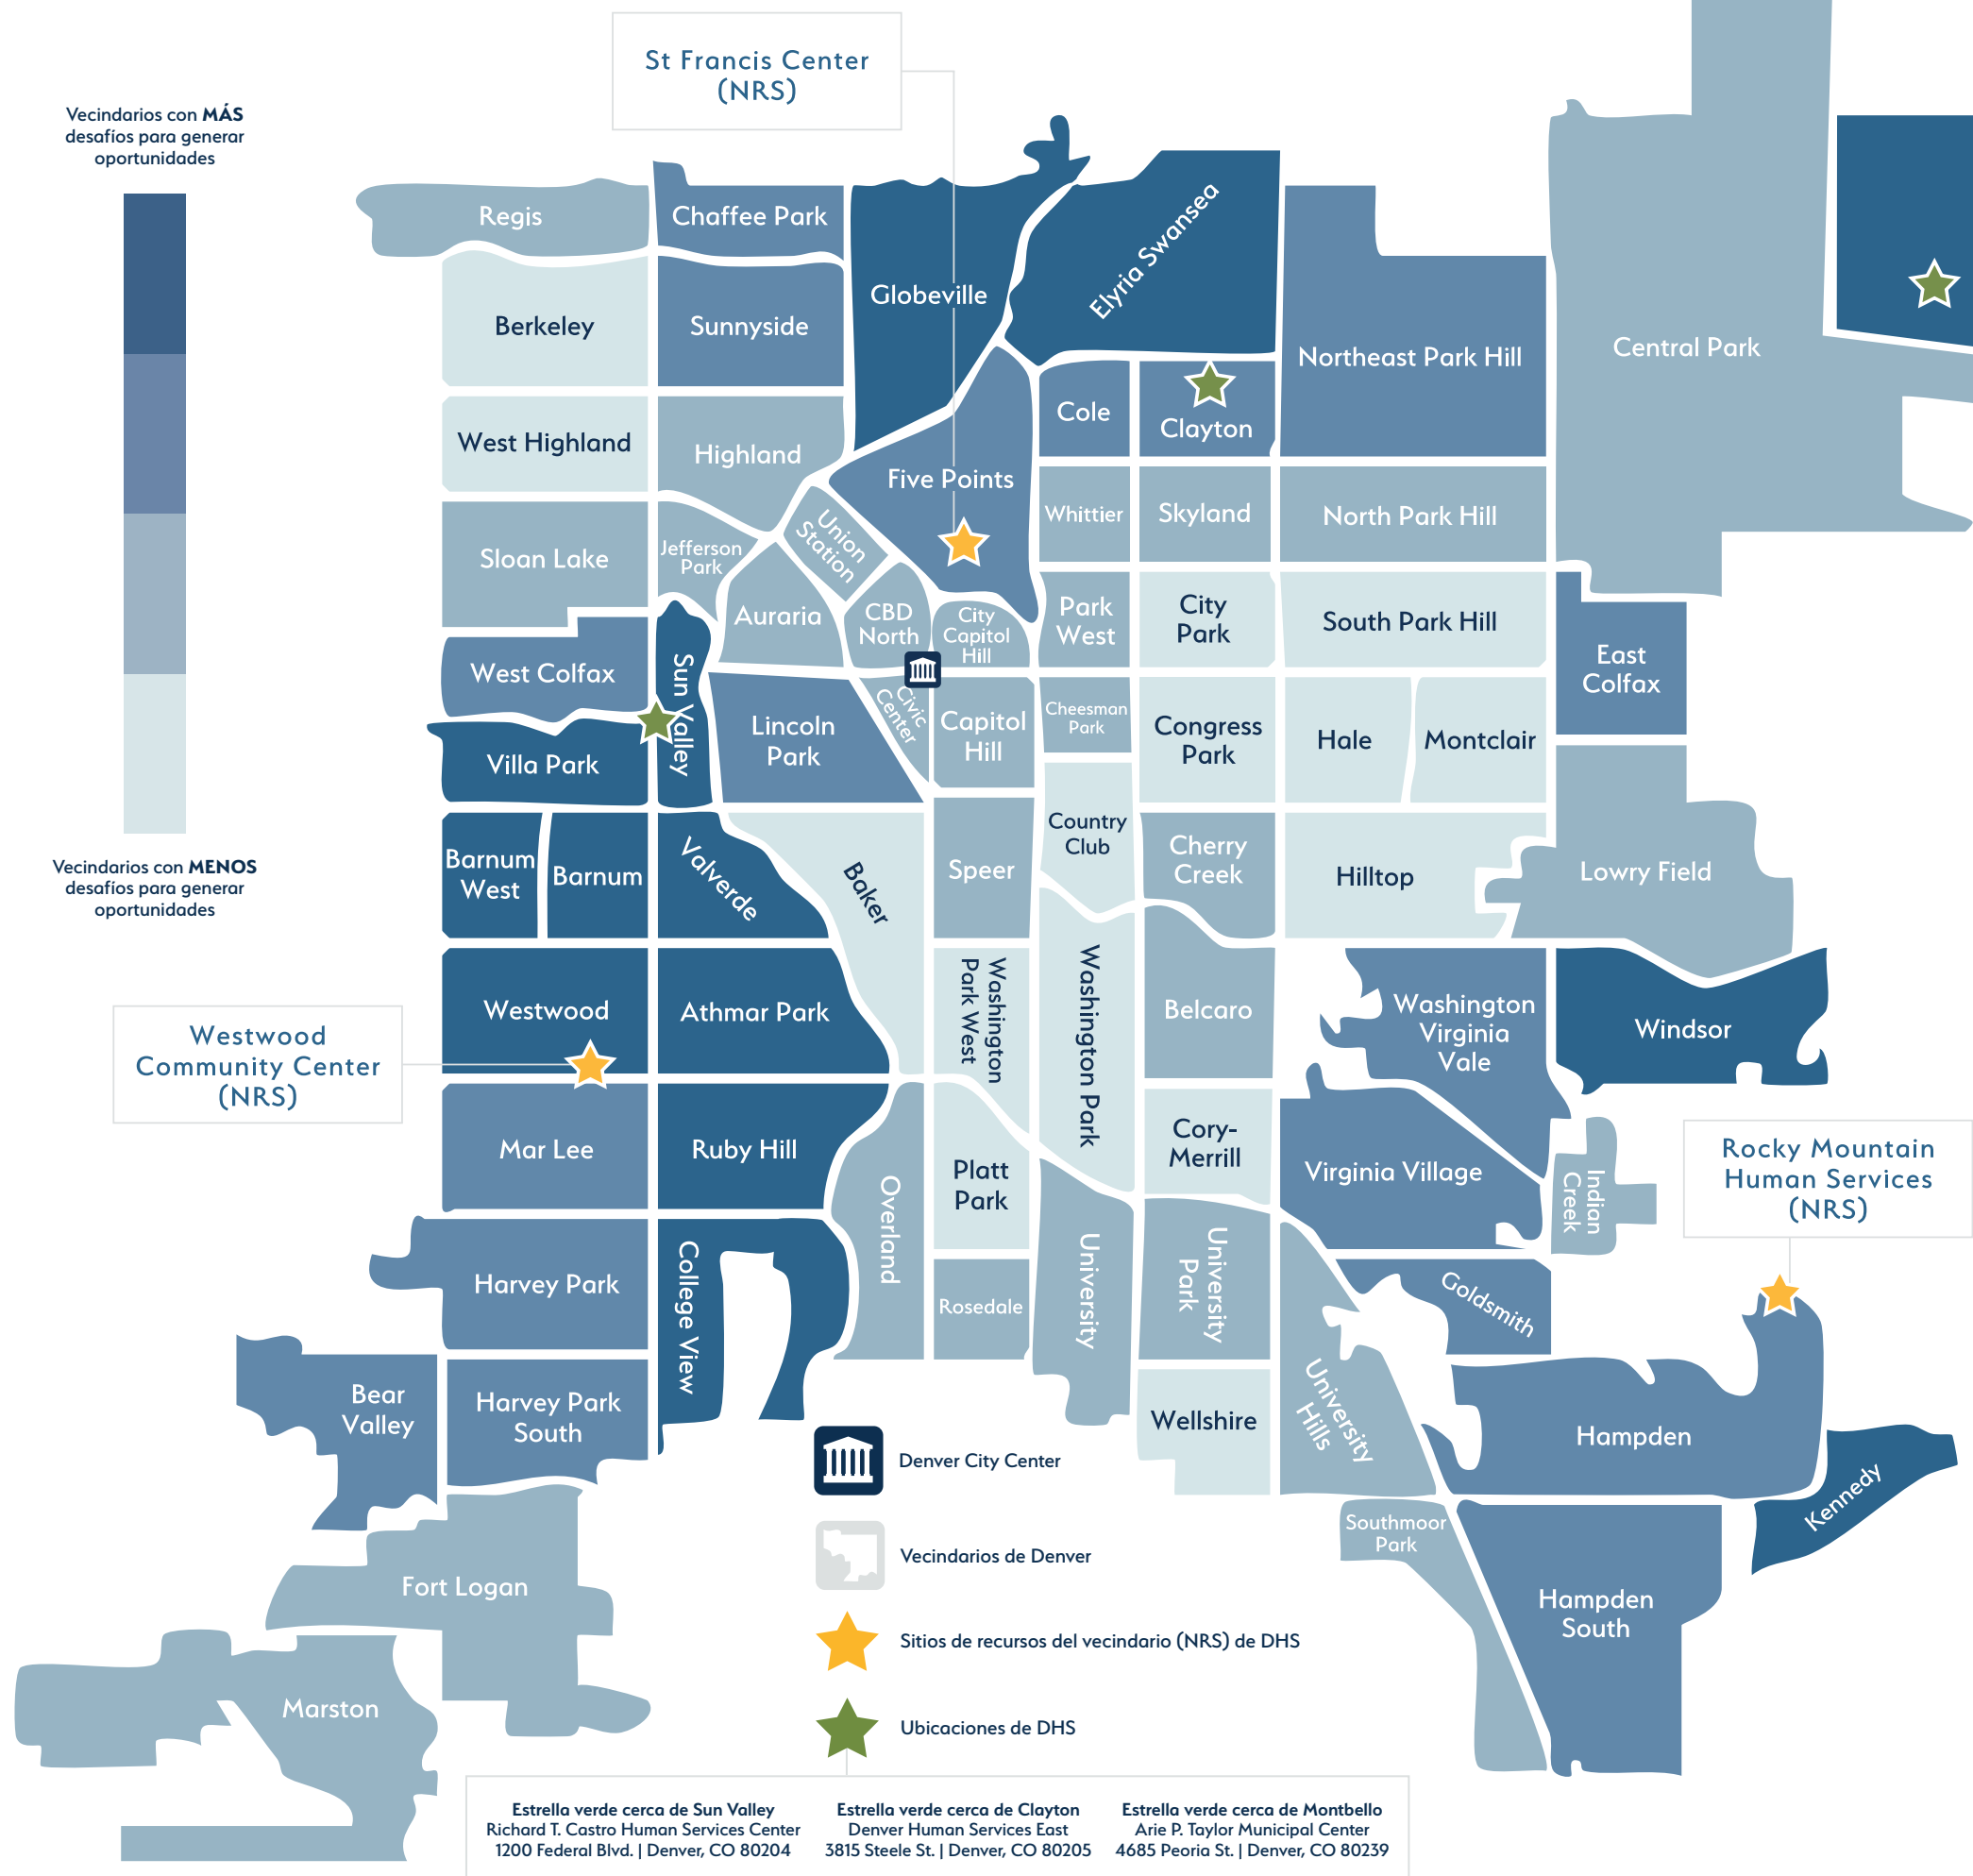 St Francis Center
(NRS)
Vecindarios con MÁS
desafíos para generar
oportunidades
Vecindarios con MENOS
desafíos para generar
oportunidades
Regis
Chaffee Park
Globeville
Elyria Swansea
Berkeley
Sunnyside
Northeast Park Hill
Central Park
West Highland
Highland
Five Points
Cole
Clayton
Sloan Lake
Jefferson
Park
Union
Station
Whittier
Skyland
North Park Hill
Auraria
CBD
North
City
Capitol
Hill
Park
West
City
Park
South Park Hill
East
Colfax
West Colfax
Sun Valley
Villa Park
Lincoln
Park
Civic
Center
Capitol
Hill
Cheesman
Park
Congress
Park
Hale
Montclair
Barnum
West
Barnum
Valverde
Baker
Speer
Country
Club
Cherry
Creek
Hilltop
Lowry Field
Westwood
Athmar Park
Washington
Park West
Washington Park
Belcaro
Washington
Virginia
Vale
Windsor
Westwood
Community Center
(NRS)
Mar Lee
Ruby Hill
Overland
Platt
Park
Cory-
Merrill
Virginia Village
Indian
Creek
Rocky Mountain
Human Services
(NRS)
Harvey Park
College View
Rosedale
University
University
Park
Goldsmith
Bear
Valley
Harvey Park
South
Wellshire
University
Hills
Hampden
Kennedy
Southmoor
Park
Hampden
South
Fort Logan
Marston
Denver City Center
Vecindarios de Denver
Sitios de recursos del vecindario (NRS) de DHS
Ubicaciones de DHS
Estrella verde cerca de Sun Valley
Richard T. Castro Human Services Center
1200 Federal Blvd. | Denver, CO 80204
Estrella verde cerca de Clayton
Denver Human Services East
3815 Steele St. | Denver, CO 80205
Estrella verde cerca de Montbello
Arie P. Taylor Municipal Center
4685 Peoria St. | Denver, CO 80239